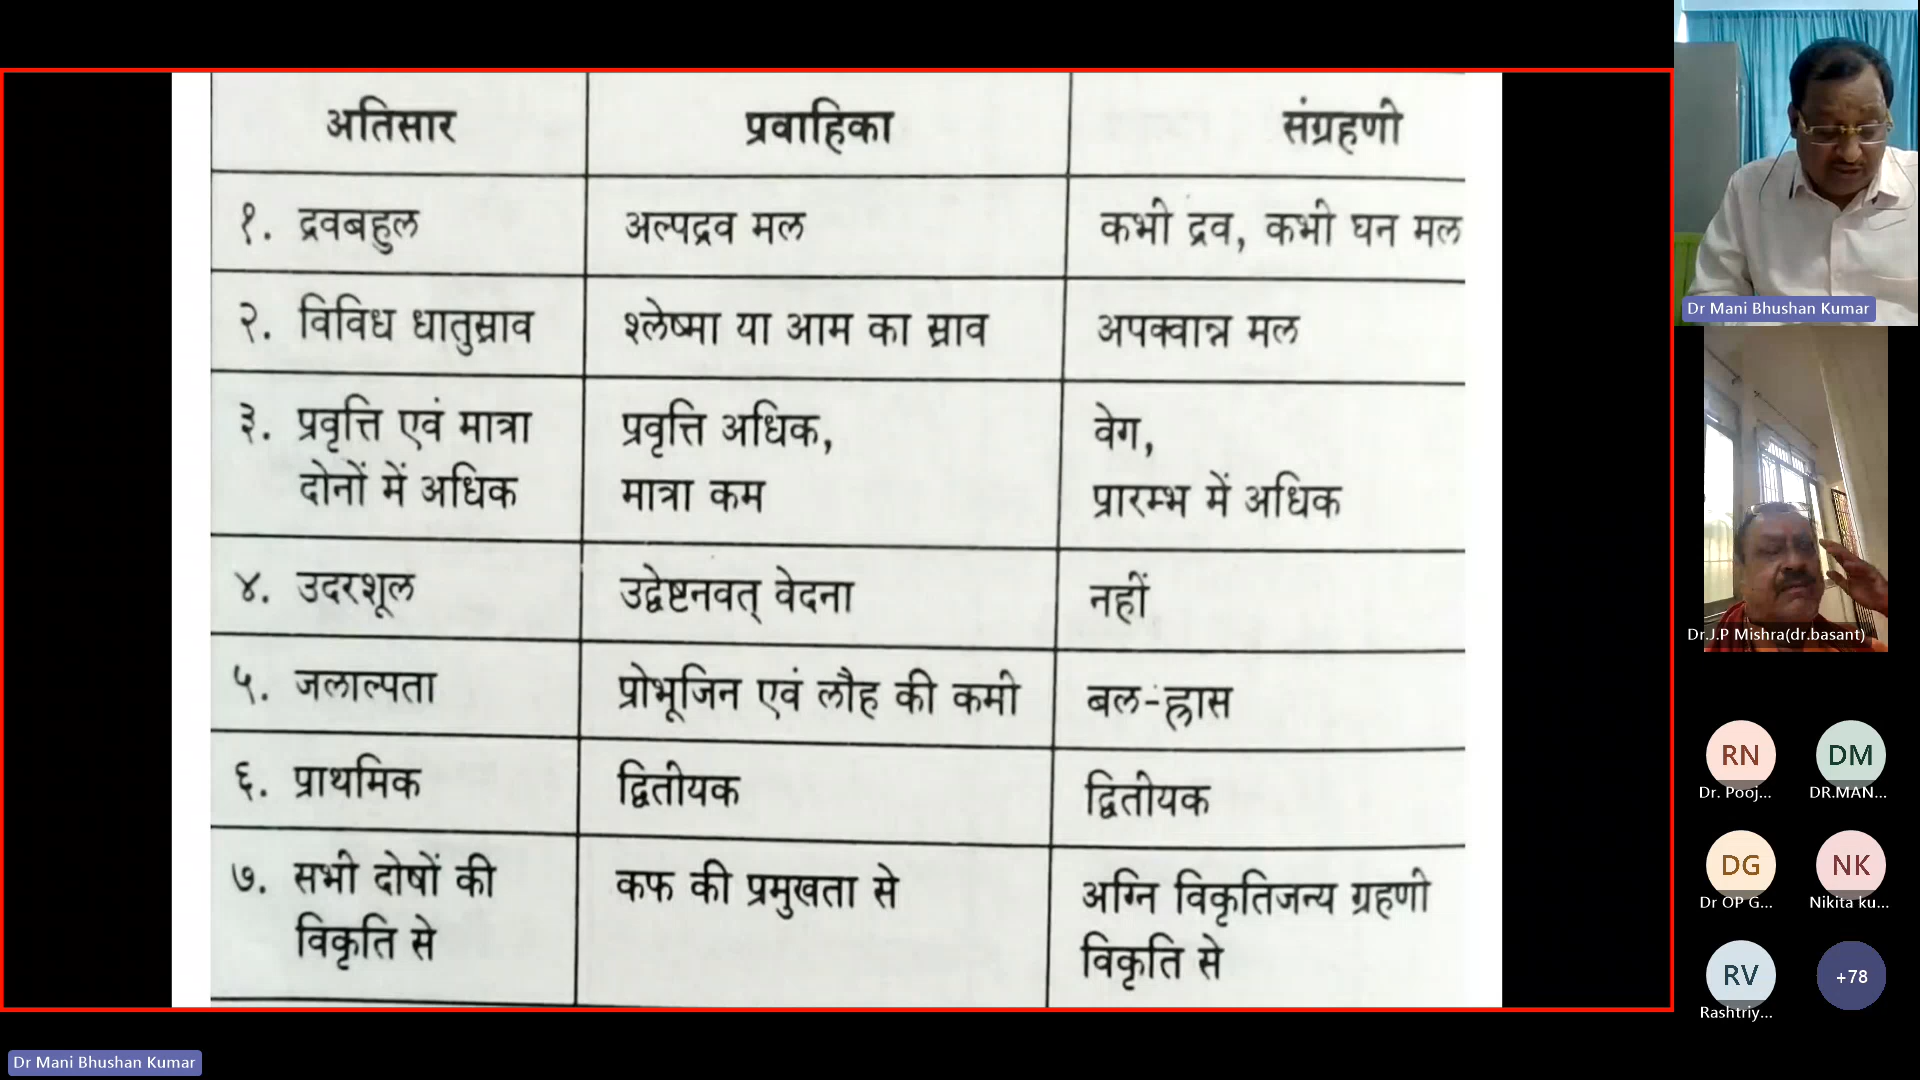 अतिसार प्रवाहिका संग्रहणी
१. द्रवबहुल अल्पद्रव मल कभी द्रव, कभी घन मल
२. विविध धातुस्राव श्लेष्मा या आम का स्राव अपक्वान्न मल
३. प्रवृत्ति एवं मात्रा प्रवृत्ति अधिक, वेग,
दोनों में अधिक मात्रा कम प्रारम्भ में अधिक
४. उदरशूल उद्वेष्टनवत् वेदना नहीं
५. जलाल्पता प्रोभूजिन एवं लौह की कमी बल-ह्रास
६. प्राथमिक द्वितीयक द्वितीयक
७. सभी दोषों की कफ की प्रमुखता से अग्नि विकृतिजन्य ग्रहणी
विकृति से विकृति से
Dr Mani Bhushan Kumar
Dr.J.P Mishra(dr.basant)
RN DM
Dr. Pooj... DR.MAN...
DG NK
Dr OP G... Nikita ku...
RV +78
Rashtriy...
Dr Mani Bhushan Kumar